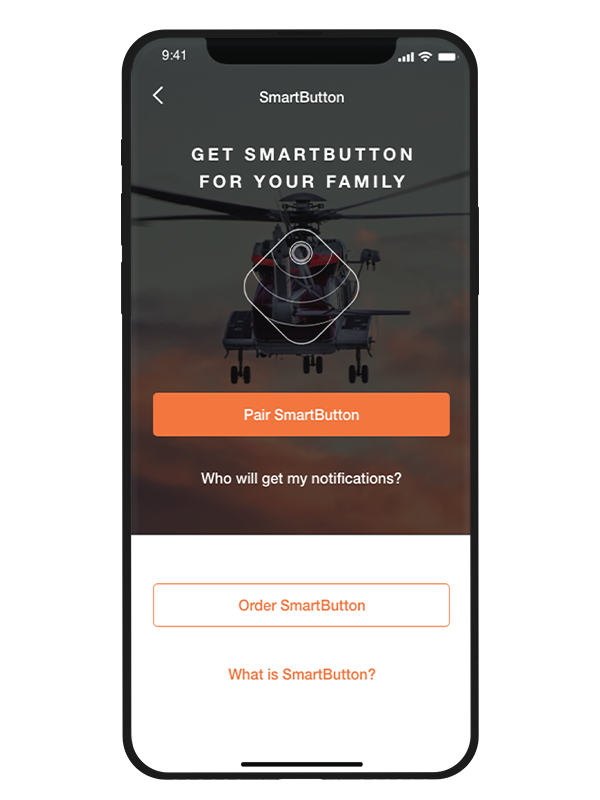 9:41
SmartButton
GET SMARTBUTTON
FOR YOUR FAMILY
Pair SmartButton
Who will get my notifications?
Order SmartButton
What is SmartButton?